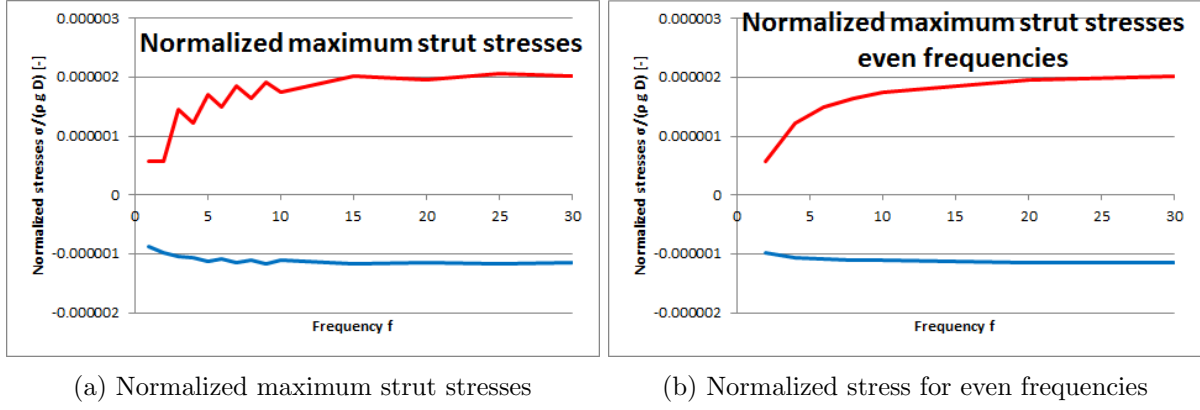 Normalized maximum strut stresses
Normalized stresses σ/(ρ g D) [-]
0.000003
0.000002
0.000001
0
-0.000001
-0.000002
0 5 10 15 20 25 30
Frequency f
(a) Normalized maximum strut stresses
Normalized maximum strut stresses
even frequencies
Normalized stresses σ/(ρ g D) [-]
0.000003
0.000002
0.000001
0
-0.000001
-0.000002
0 5 10 15 20 25 30
Frequency f
(b) Normalized stress for even frequencies